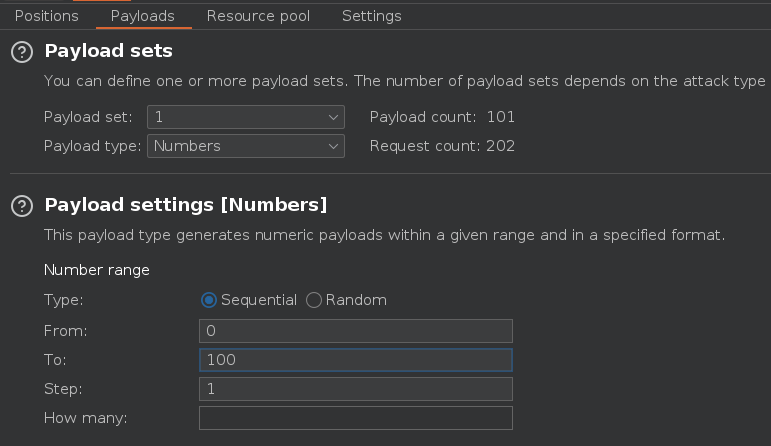 Positions Payloads Resource pool Settings
? Payload sets
You can define one or more payload sets. The number of payload sets depends on the attack type
Payload set: 1 Payload count: 101
Payload type: Numbers Request count: 202
? Payload settings [Numbers]
This payload type generates numeric payloads within a given range and in a specified format.
Number range
Type: Sequential Random
From: 0
To: 100
Step: 1
How many: